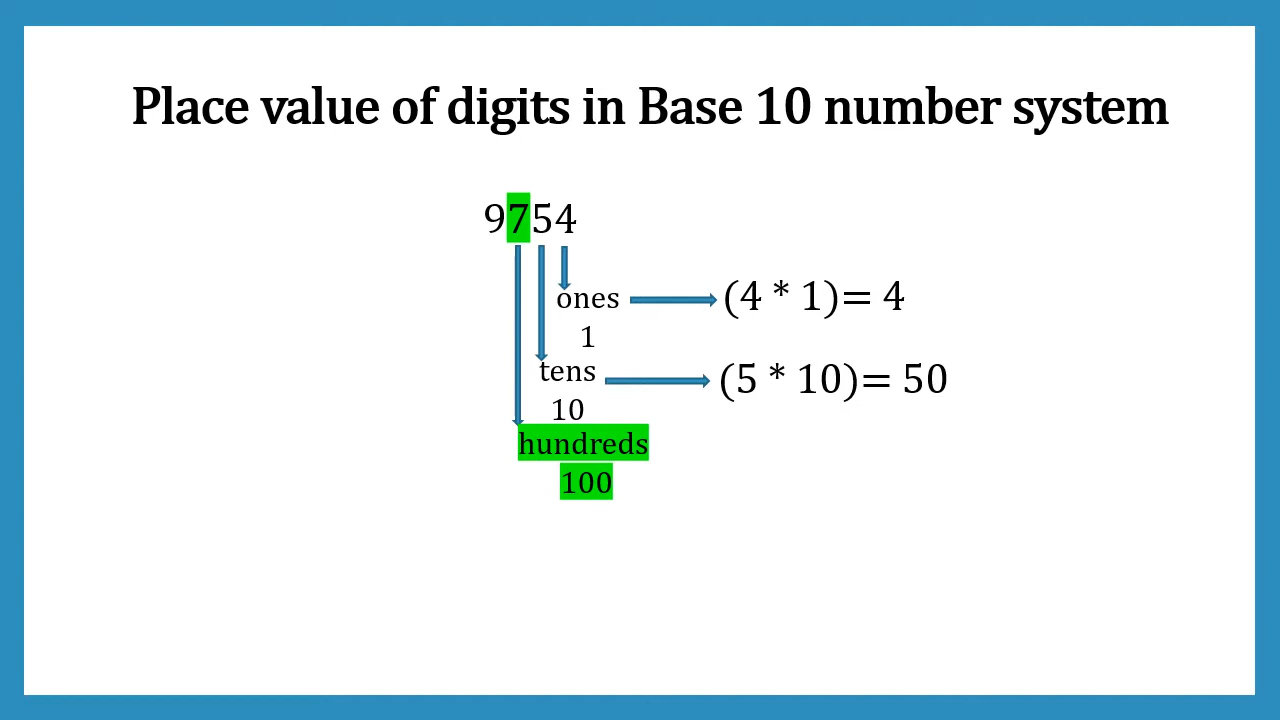 Place value of digits in Base 10 number system
9754
ones (4 * 1)= 4
1
tens (5 * 10)= 50
10
hundreds
100